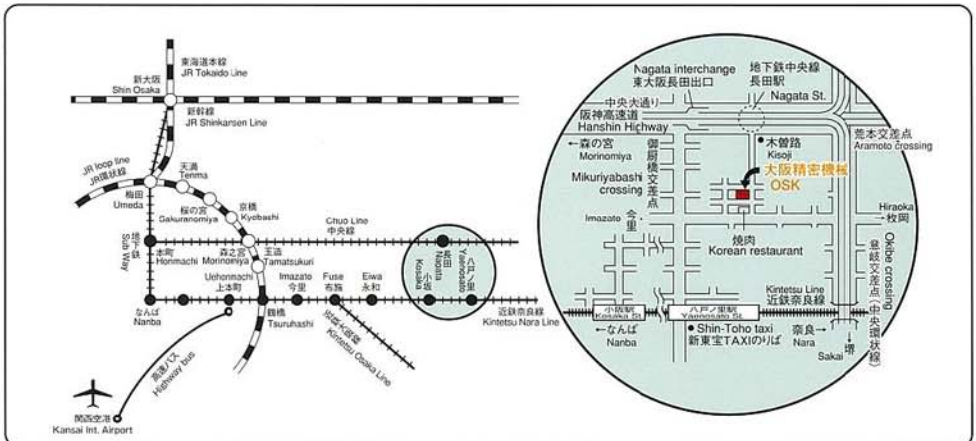 東海道本線
JR Tokaido Line
新大阪
Shin Osaka
新幹線
JR Shinkarsen Line
JR loop line
JR環状線
梅田
Umeda
天満
Tenma
桜の宮
Sakuranomiya
京橋
Kyobashi
Chuo Line
中央線
地下鉄
Sub Way
本町
Honmachi
森之宮
Morinomiya
玉造
Tamatsukuri
Uehonmachi
上本町
Imazato
今里
Fuse
布施
Eiwa
永和
小坂
Kosaka
長田
Nagata
八戸ノ里
Yaenosato
なんば
Nanba
鶴橋
Tsuruhashi
近鉄奈良線
Kintetsu Nara Line
近鉄大阪線
Kintetsu Osaka Line
高速バス
Highway bus
関西空港
Kansai Int. Airport
Nagata interchange
東大阪長田出口
地下鉄中央線
長田駅
Nagata St.
中央大通り
阪神高速道
Hanshin Highway
荒本交差点
Aramoto crossing
←森の宮
Morinomiya
御厨橋交差点
Mikuriyabashi
crossing
木曽路
Kisoji
大阪精密機械
OSK
Imazato
今里
Hiraoka
→枚岡
焼肉
Korean restaurant
Okibe crossing
意岐交差点(中央環状線)
Kintetsu Line
近鉄奈良線
小阪駅
Kosaka St.
八戸ノ里駅
Yaenosato St.
←なんば
Nanba
Shin-Toho taxi
新東宝TAXIのりば
奈良→
Nara
Sakai
堺